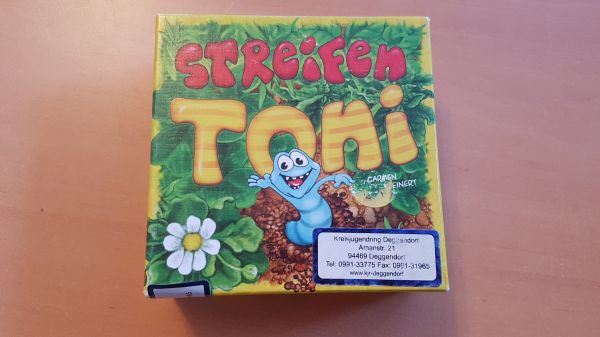 STREIFEN
TONI
CARMEN
EINERT
Kreisjugendring Deggendorf
Amanstr. 21
94469 Deggendorf
Tel: 0991-33775 Fax: 0991-31965
www.kjr-deggendorf